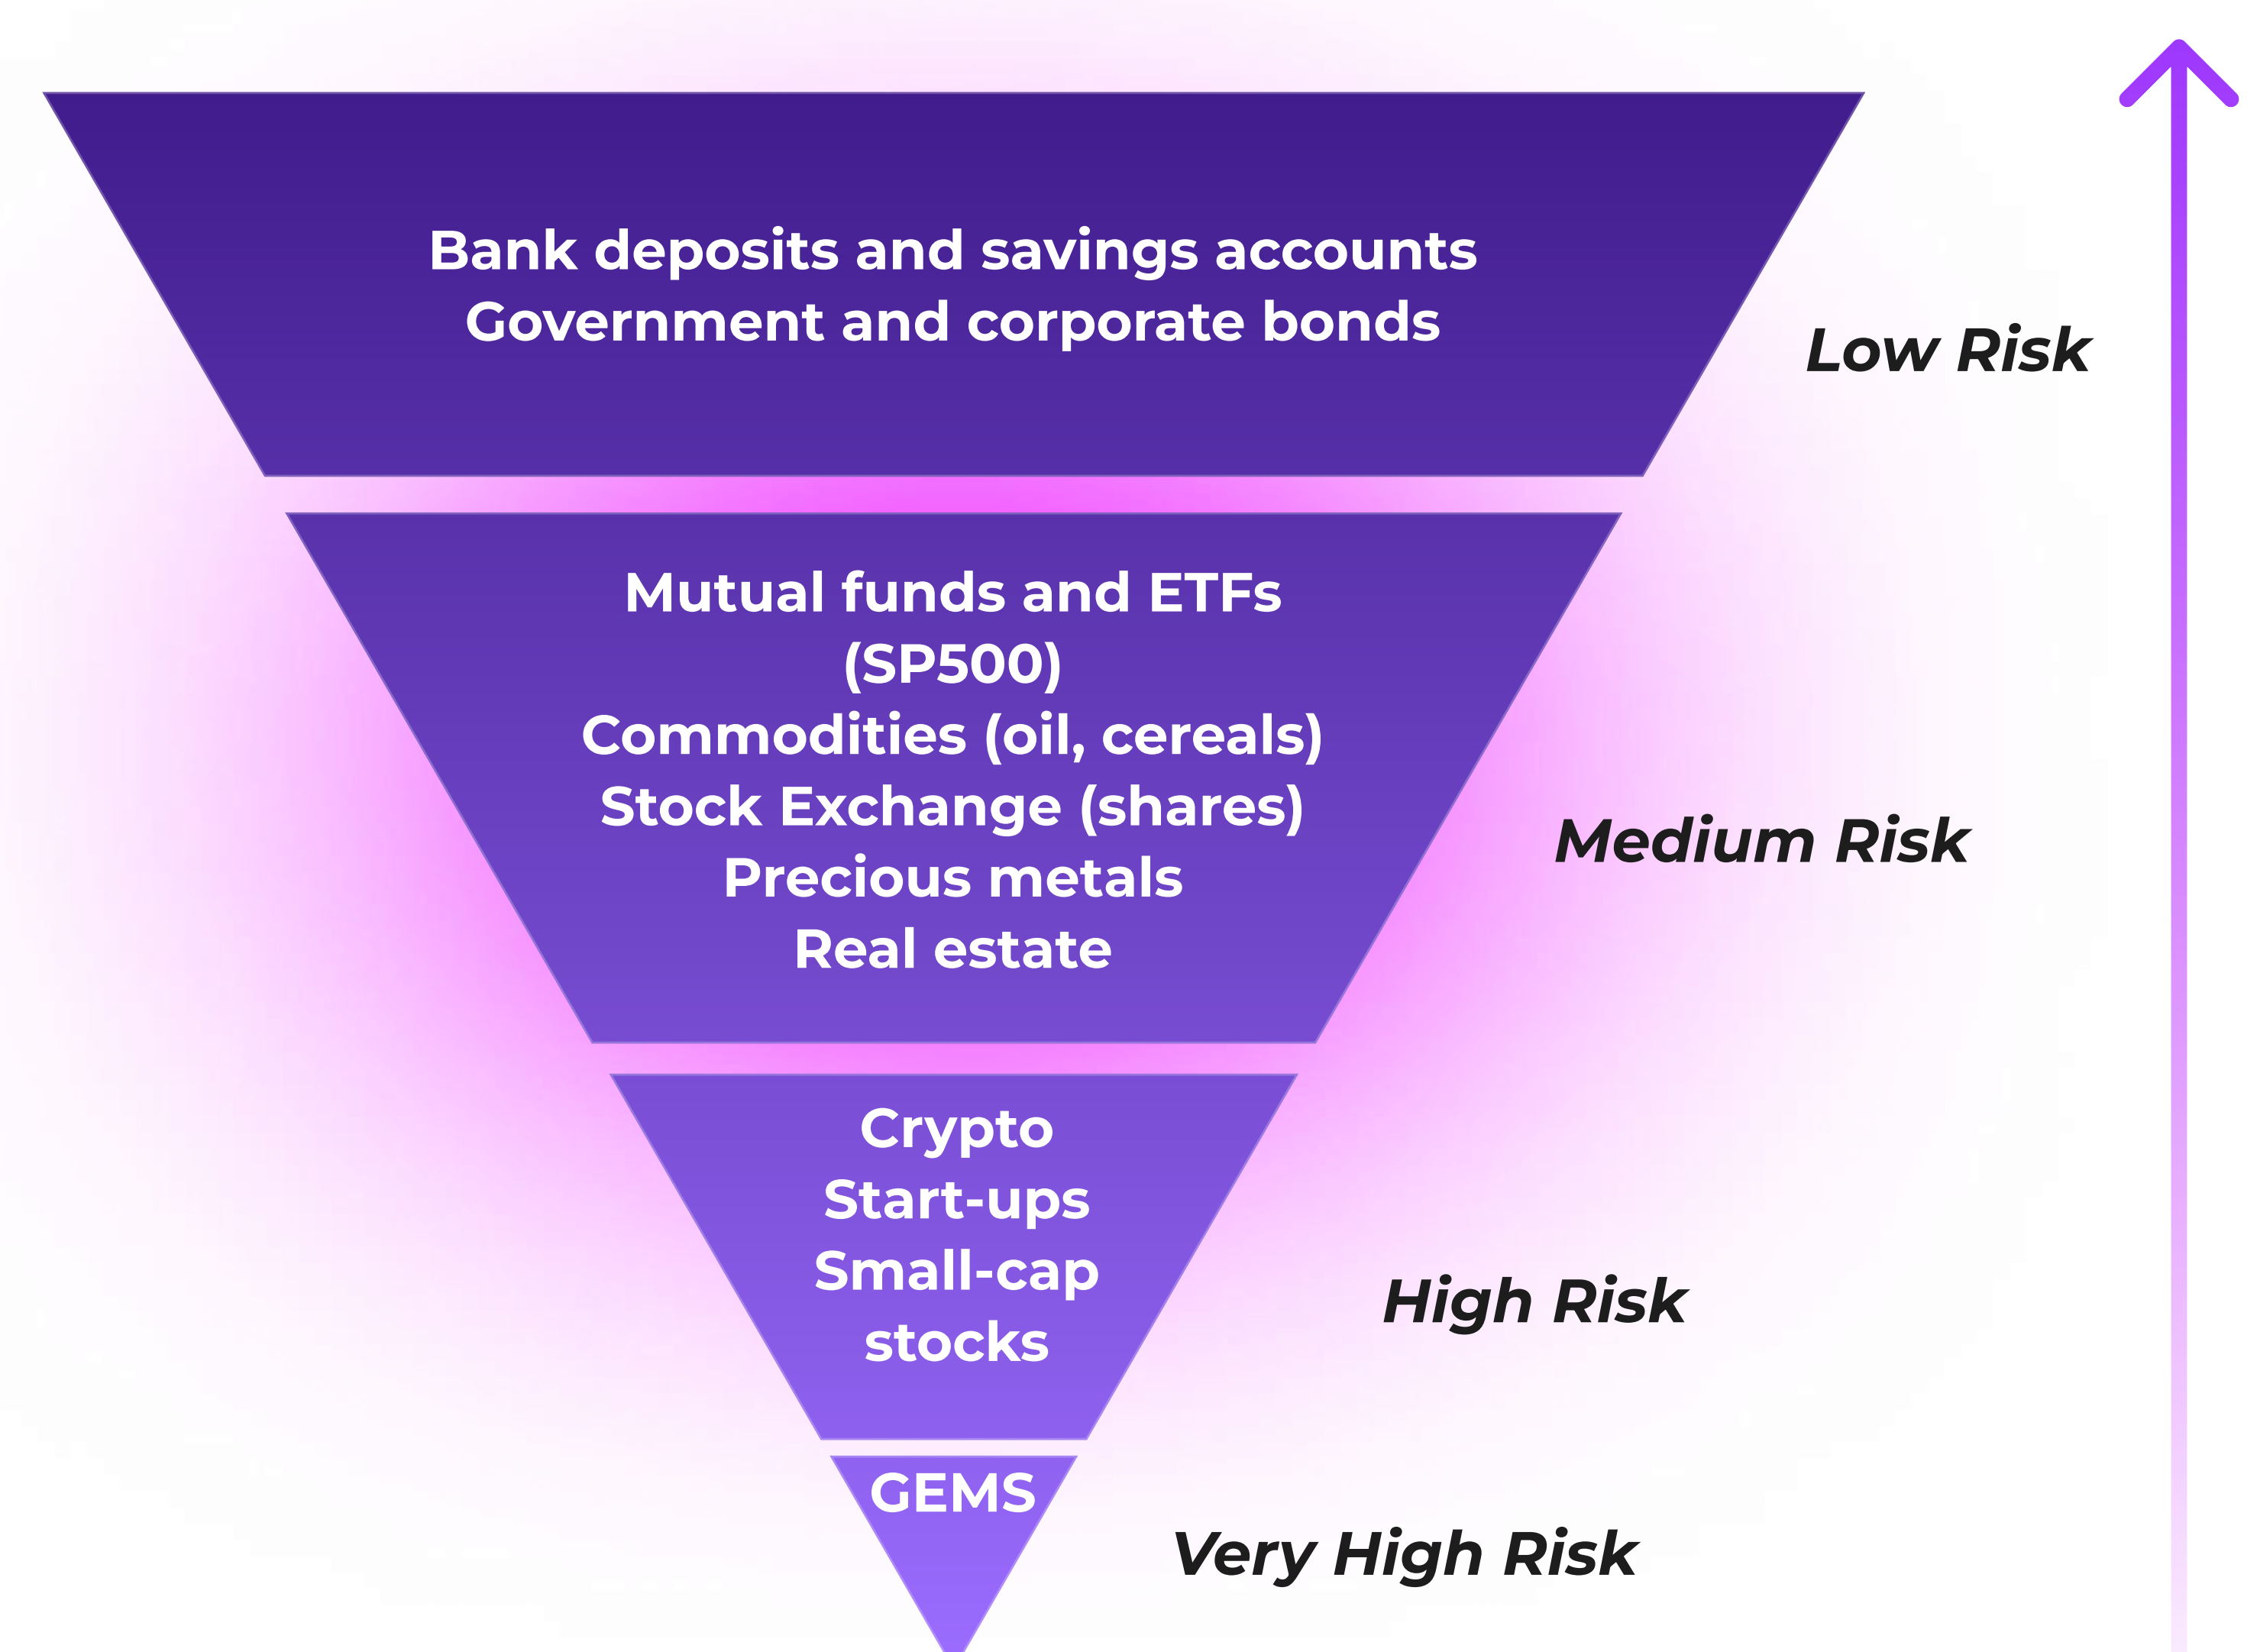 Bank deposits and savings accounts
Government and corporate bonds
Low Risk
Mutual funds and ETFs
(SP500)
Commodities (oil, cereals)
Stock Exchange (shares)
Precious metals
Real estate
Medium Risk
Crypto
Start-ups
Small-cap
stocks
High Risk
GEMS
Very High Risk